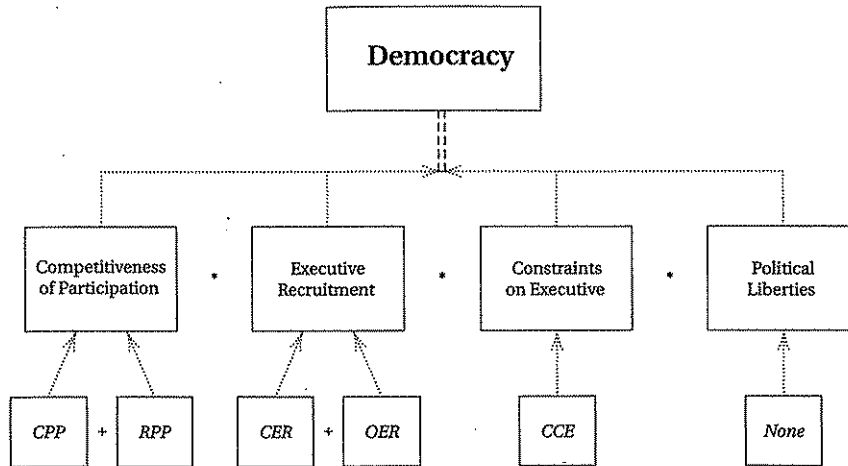 Democracy
Competitiveness
of Participation
*
Executive
Recruitment
*
Constraints
on Executive
*
Political
Liberties
CPP
+
RPP
CER
+
OER
CCE
None